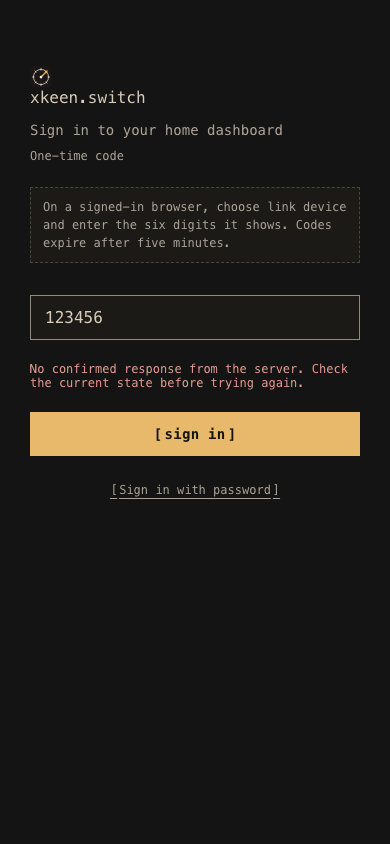 xkeen.switch
Sign in to your home dashboard
One-time code
On a signed-in browser, choose link device
and enter the six digits it shows. Codes
expire after five minutes.
123456
No confirmed response from the server. Check
the current state before trying again.
[sign in]
[Sign in with password]